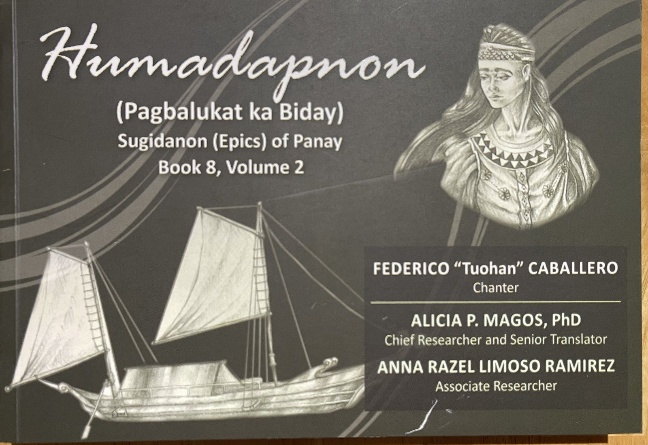 Humadapnon
(Pagbalukat ka Biday)
Sugidanon (Epics) of Panay
Book 8, Volume 2
FEDERICO “Tuohan” CABALLERO
Chanter
ALICIA P. MAGOS, PhD
Chief Researcher and Senior Translator
ANNA RAZEL LIMOSO RAMIREZ
Associate Researcher